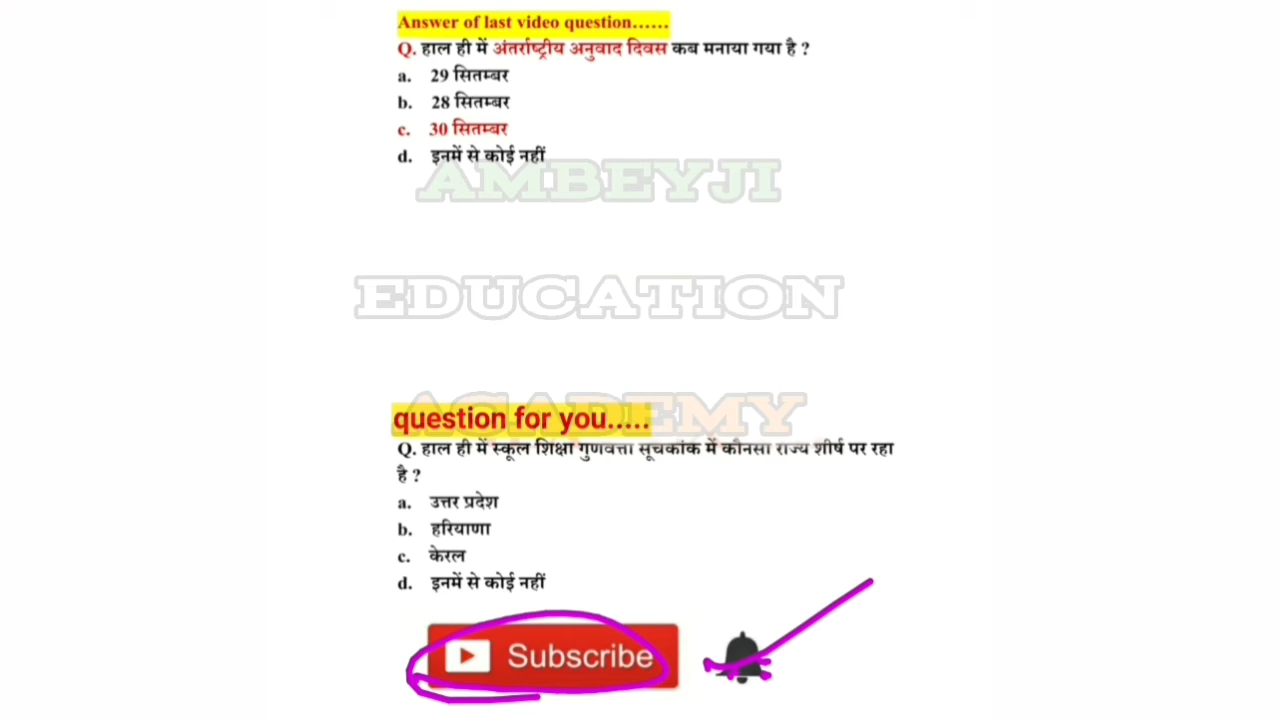 Answer of last video question……
Q. हाल ही में अंतर्राष्ट्रीय अनुवाद दिवस कब मनाया गया है ?
a. 29 सितम्बर
b. 28 सितम्बर
c. 30 सितम्बर
d. इनमें से कोई नहीं
AMBEYJI
EDUCATION
ACADEMY
question for you.....
Q. हाल ही में स्कूल शिक्षा गुणवत्ता सूचकांक में कौनसा राज्य शीर्ष पर रहा
है ?
a. उत्तर प्रदेश
b. हरियाणा
c. केरल
d. इनमें से कोई नहीं
Subscribe